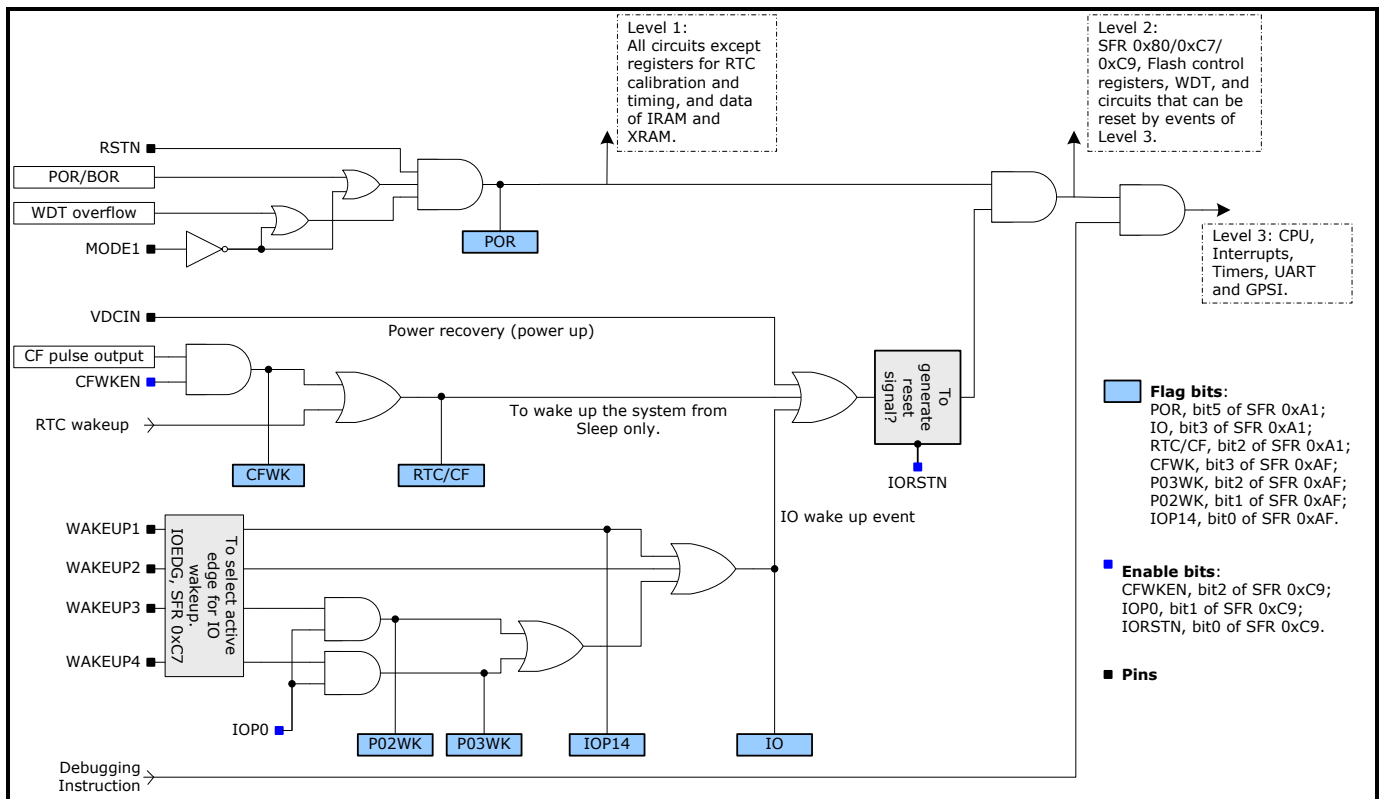 Level 1:
All circuits except
registers for RTC
calibration and
timing, and data
of IRAM and
XRAM.
Level 2:
SFR 0x80/0xC7/
0xC9, Flash control
registers, WDT, and
circuits that can be
reset by events of
Level 3.
RSTN
POR/BOR
WDT overflow
MODE1
POR
Level 3: CPU,
Interrupts,
Timers, UART
and GPSI.
VDCIN
Power recovery (power up)
CF pulse output
CFWKEN
RTC wakeup
To wake up the system from
Sleep only.
To
generate
reset
signal?
IORSTN
CFWK
RTC/CF
Flag bits:
POR, bit5 of SFR 0xA1;
IO, bit3 of SFR 0xA1;
RTC/CF, bit2 of SFR 0xA1;
CFWK, bit3 of SFR 0xAF;
P03WK, bit2 of SFR 0xAF;
P02WK, bit1 of SFR 0xAF;
IOP14, bit0 of SFR 0xAF.
IO wake up event
WAKEUP1
WAKEUP2
WAKEUP3
WAKEUP4
To select active
edge for IO
wakeup.
IOEDG, SFR 0xC7
Enable bits:
CFWKEN, bit2 of SFR 0xC9;
IOP0, bit1 of SFR 0xC9;
IORSTN, bit0 of SFR 0xC9.
Pins
IOP0
P02WK
P03WK
IOP14
IO
Debugging
Instruction